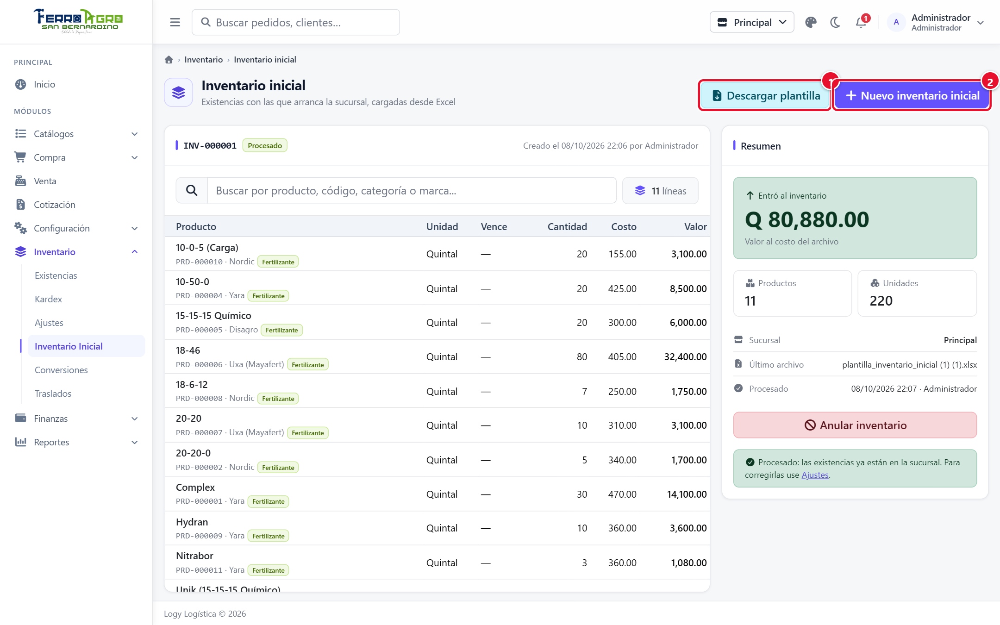 FERRO AGRO
SAN BERNARDINO
Buscar pedidos, clientes...
Principal
1
A
Administrador
Administrador
PRINCIPAL
Inicio
MÓDULOS
Catálogos
Compra
Venta
Cotización
Configuración
Inventario
Existencias
Kardex
Ajustes
Inventario Inicial
Conversiones
Traslados
Finanzas
Reportes
› Inventario › Inventario inicial
Inventario inicial
Existencias con las que arranca la sucursal, cargadas desde Excel
1
Descargar plantilla
2
Nuevo inventario inicial
INV-000001 Procesado
Creado el 08/10/2026 22:06 por Administrador
Buscar por producto, código, categoría o marca...
11 líneas
Producto Unidad Vence Cantidad Costo Valor
10-0-5 (Carga)
PRD-000010 · Nordic Fertilizante
Quintal — 20 155.00 3,100.00
10-50-0
PRD-000004 · Yara Fertilizante
Quintal — 20 425.00 8,500.00
15-15-15 Químico
PRD-000005 · Disagro Fertilizante
Quintal — 20 300.00 6,000.00
18-46
PRD-000006 · Uxa (Mayafert) Fertilizante
Quintal — 80 405.00 32,400.00
18-6-12
PRD-000008 · Nordic Fertilizante
Quintal — 7 250.00 1,750.00
20-20
PRD-000007 · Uxa (Mayafert) Fertilizante
Quintal — 10 310.00 3,100.00
20-20-0
PRD-000002 · Nordic Fertilizante
Quintal — 5 340.00 1,700.00
Complex
PRD-000001 · Yara Fertilizante
Quintal — 30 470.00 14,100.00
Hydran
PRD-000009 · Yara Fertilizante
Quintal — 10 360.00 3,600.00
Nitrabor
PRD-000011 · Yara Fertilizante
Quintal — 3 360.00 1,080.00
Unik (15-15-15 Químico)
Resumen
Entró al inventario
Q 80,880.00
Valor al costo del archivo
Productos
11
Unidades
220
Sucursal Principal
Último archivo plantilla_inventario_inicial (1) (1).xlsx
Procesado 08/10/2026 22:07 · Administrador
Anular inventario
Procesado: las existencias ya están en la sucursal. Para
corregirlas use Ajustes.
Logy Logística © 2026